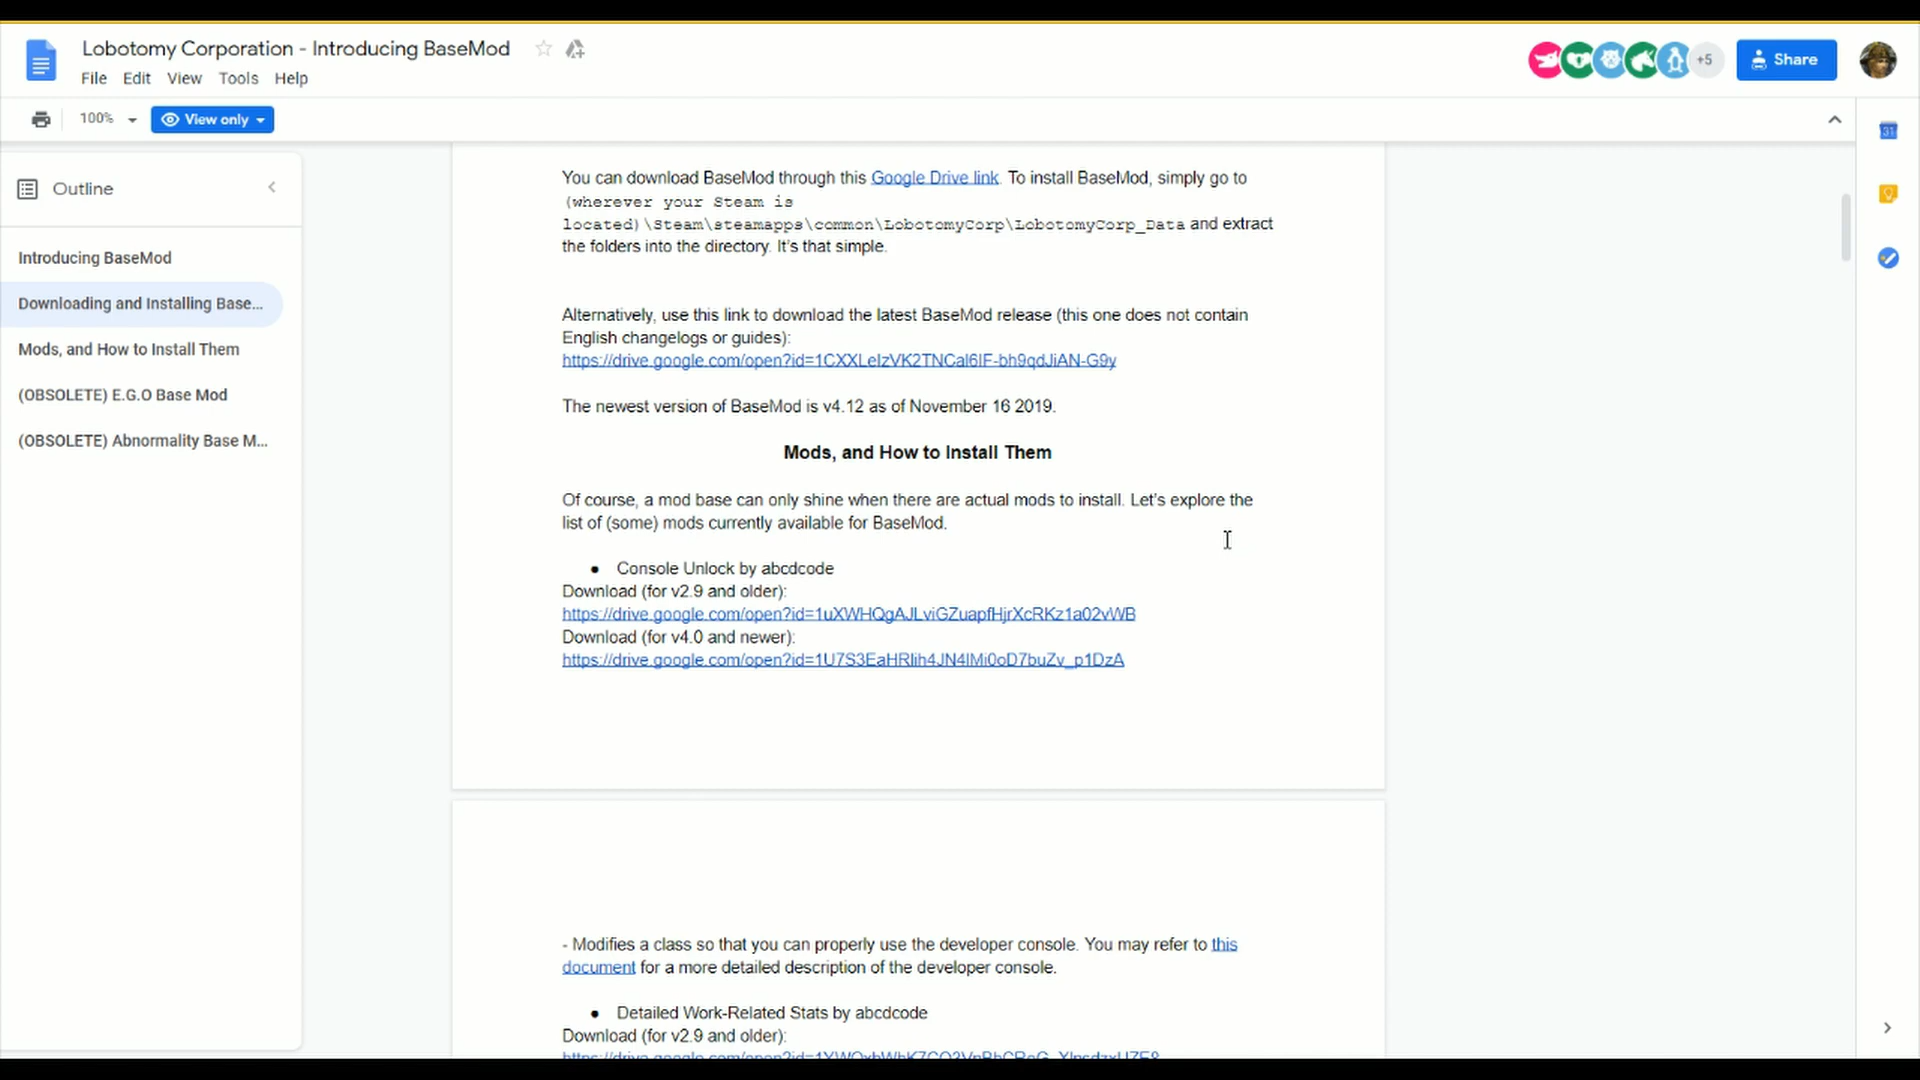 Lobotomy Corporation - Introducing BaseMod
File Edit View Tools Help
+5
Share
100%
View only
31
Outline
Introducing BaseMod
Downloading and Installing Base...
Mods, and How to Install Them
(OBSOLETE) E.G.O Base Mod
(OBSOLETE) Abnormality Base M...
You can download BaseMod through this Google Drive link. To install BaseMod, simply go to
(wherever your Steam is
located)\Steam\steamapps\common\LobotomyCorp\LobotomyCorp_Data and extract
the folders into the directory. It's that simple.
Alternatively, use this link to download the latest BaseMod release (this one does not contain
English changelogs or guides):
https://drive.google.com/open?id=1CXXLeIzVK2TNCal6IF-bh9qdJiAN-G9y
The newest version of BaseMod is v4.12 as of November 16 2019.
Mods, and How to Install Them
Of course, a mod base can only shine when there are actual mods to install. Let's explore the
list of (some) mods currently available for BaseMod.
● Console Unlock by abcdcode
Download (for v2.9 and older):
https://drive.google.com/open?id=1uXWHQgAJLviGZuapfHjrXcRKz1a02vWB
Download (for v4.0 and newer):
https://drive.google.com/open?id=1U7S3EaHRlih4JN4lMi0oD7buZv_p1DzA
- Modifies a class so that you can properly use the developer console. You may refer to this
document for a more detailed description of the developer console.
● Detailed Work-Related Stats by abcdcode
Download (for v2.9 and older):